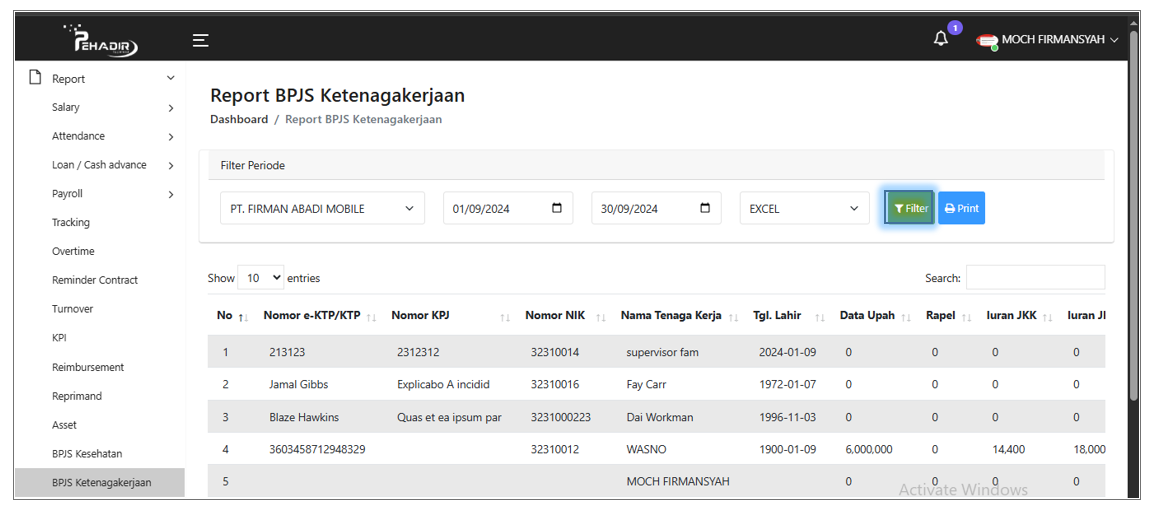 PEHADIR
1
MOCH FIRMANSYAH
Report
Salary
Attendance
Loan / Cash advance
Payroll
Tracking
Overtime
Reminder Contract
Turnover
KPI
Reimbursement
Reprimand
Asset
BPJS Kesehatan
BPJS Ketenagakerjaan
Report BPJS Ketenagakerjaan
Dashboard / Report BPJS Ketenagakerjaan
Filter Periode
PT. FIRMAN ABADI MOBILE 01/09/2024 30/09/2024 EXCEL Filter Print
Show 10 entries Search:
No Nomor e-KTP/KTP Nomor KPJ Nomor NIK Nama Tenaga Kerja Tgl. Lahir Data Upah Rapel Iuran JKK Iuran JI
1 213123 2312312 32310014 supervisor fam 2024-01-09 0 0 0 0
2 Jamal Gibbs Explicabo A incidid 32310016 Fay Carr 1972-01-07 0 0 0 0
3 Blaze Hawkins Quas et ea ipsum par 3231000223 Dai Workman 1996-11-03 0 0 0 0
4 3603458712948329 32310012 WASNO 1900-01-09 6,000,000 0 14,400 18,000
5 MOCH FIRMANSYAH 0 0 0 0
Activate Windows